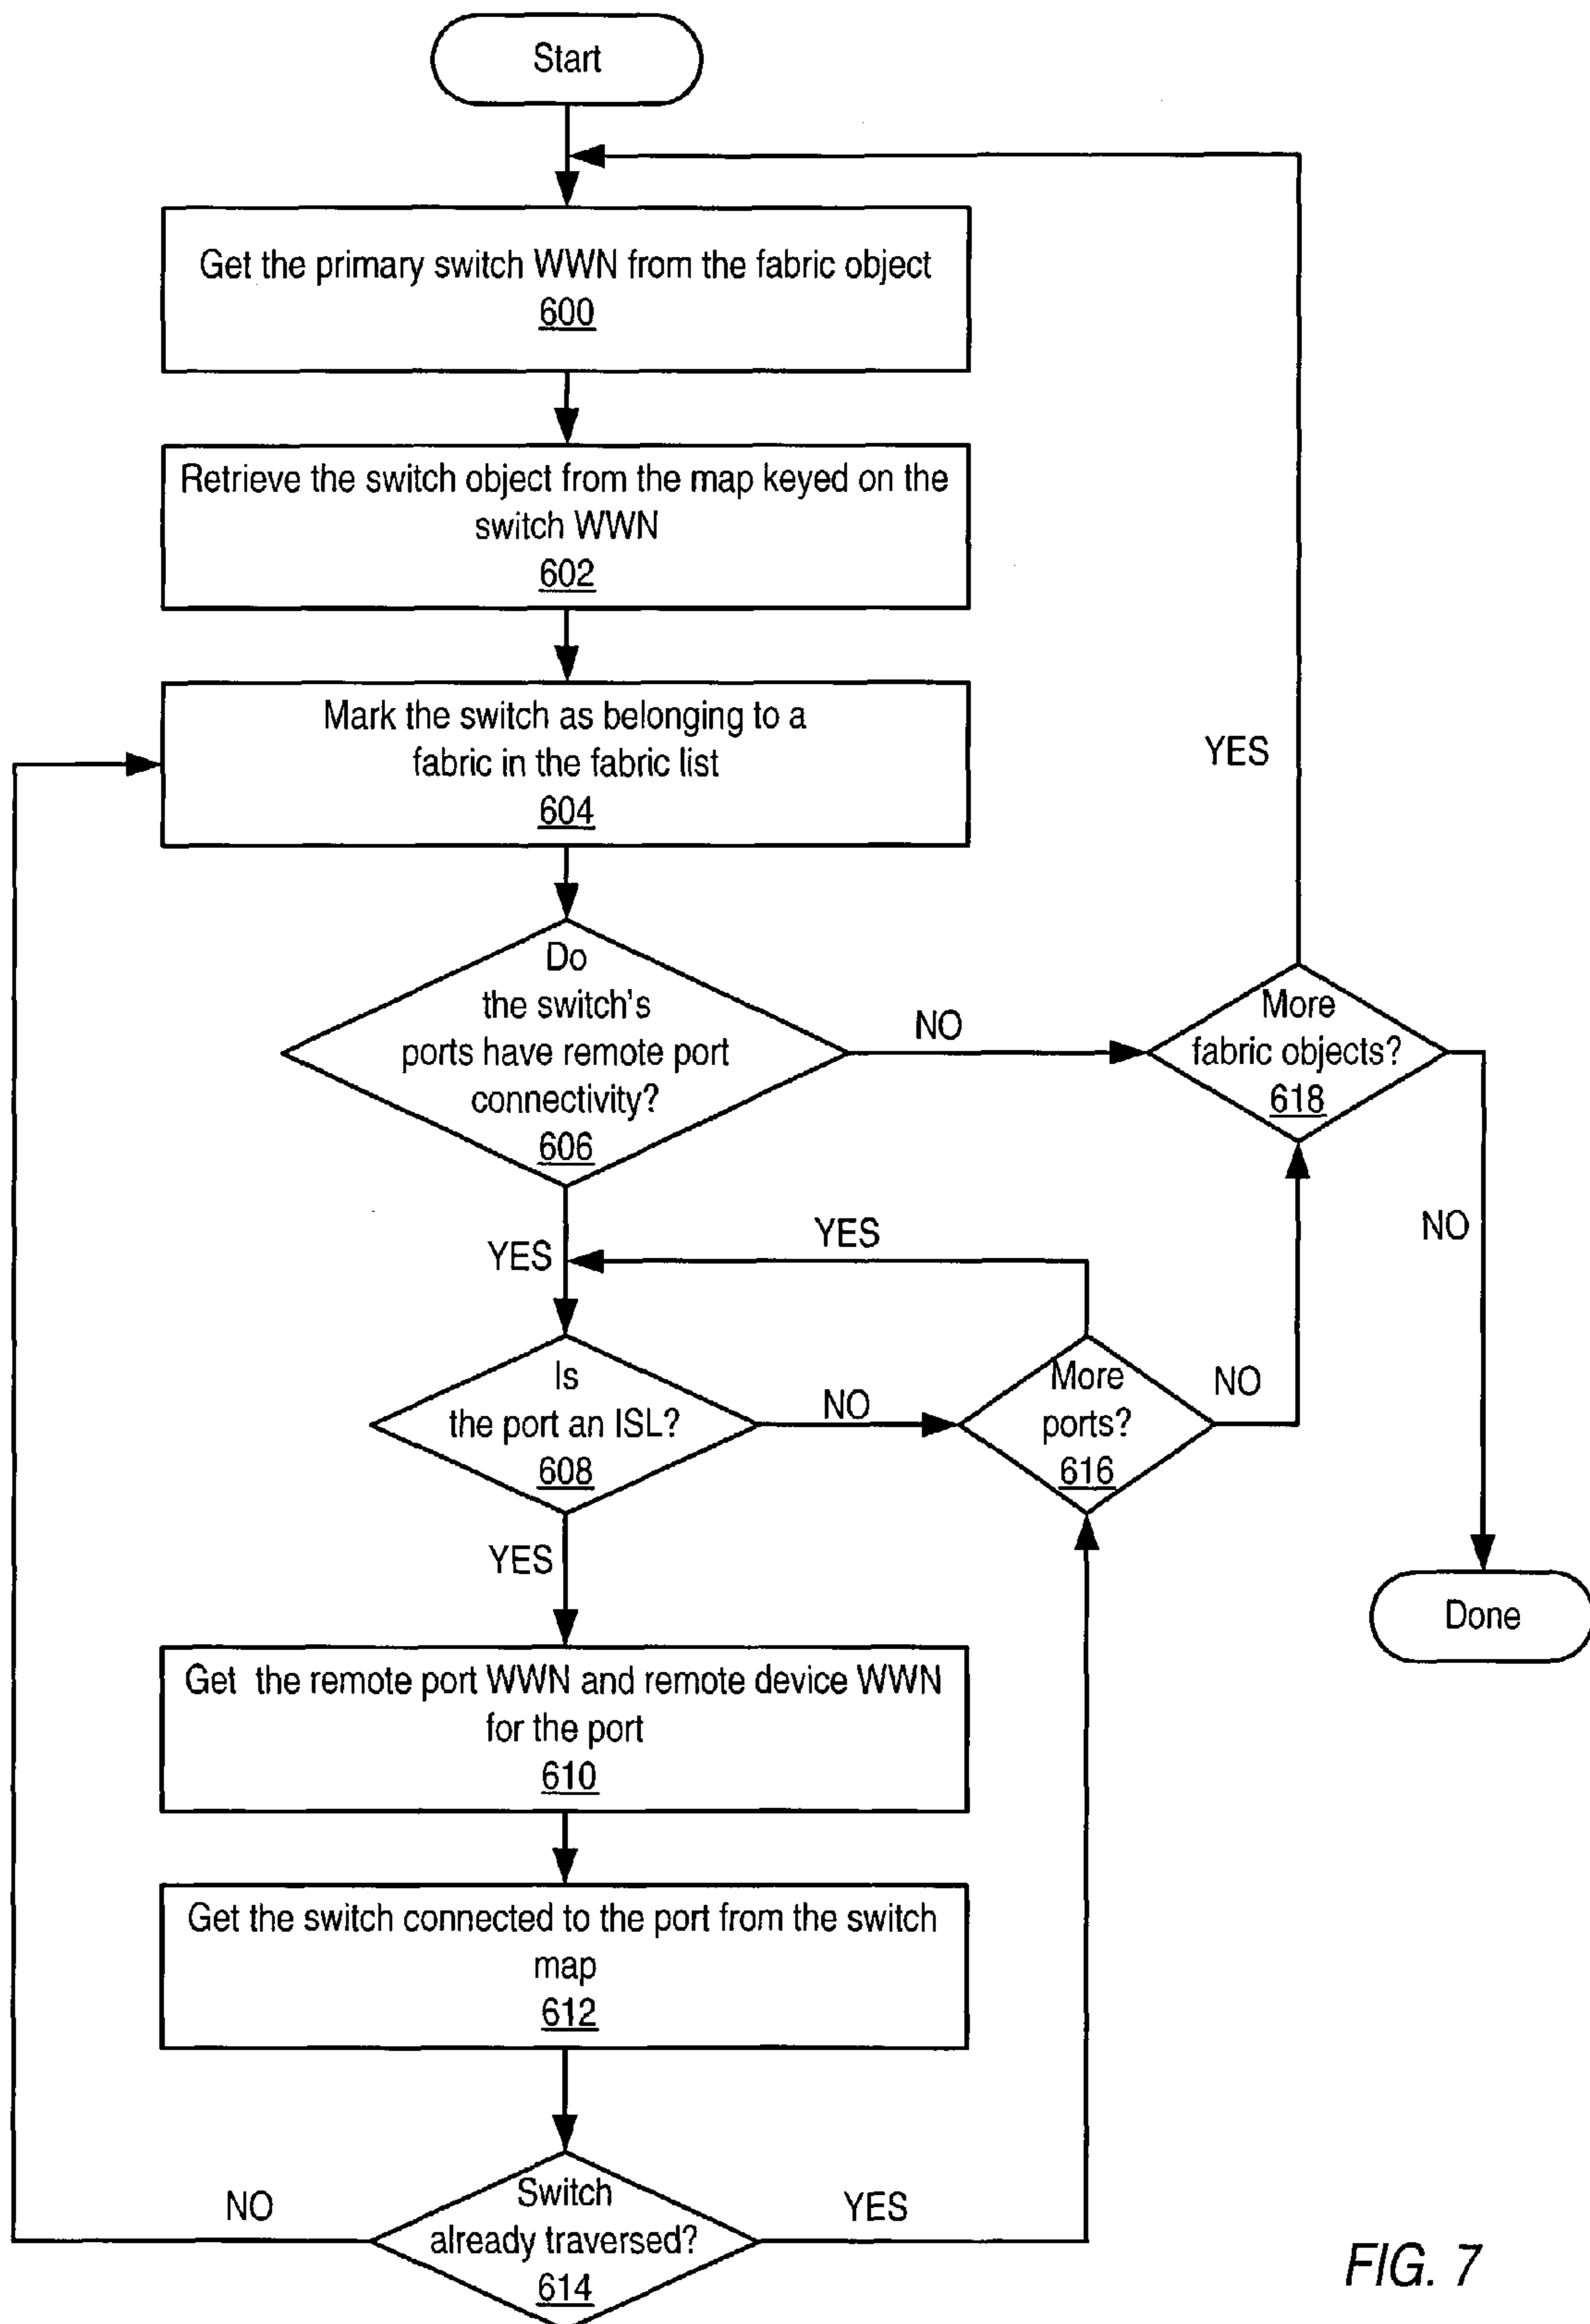 Start
Get the primary switch WWN from the fabric object
600
Retrieve the switch object from the map keyed on the
switch WWN
602
Mark the switch as belonging to a
fabric in the fabric list
604
YES
Do
the switch's
ports have remote port
connectivity?
606
NO
More
fabric objects?
618
NO
YES
YES
Is
the port an ISL?
608
NO
More
ports?
616
NO
YES
Done
Get the remote port WWN and remote device WWN
for the port
610
Get the switch connected to the port from the switch
map
612
NO
Switch
already traversed?
614
YES
FIG. 7